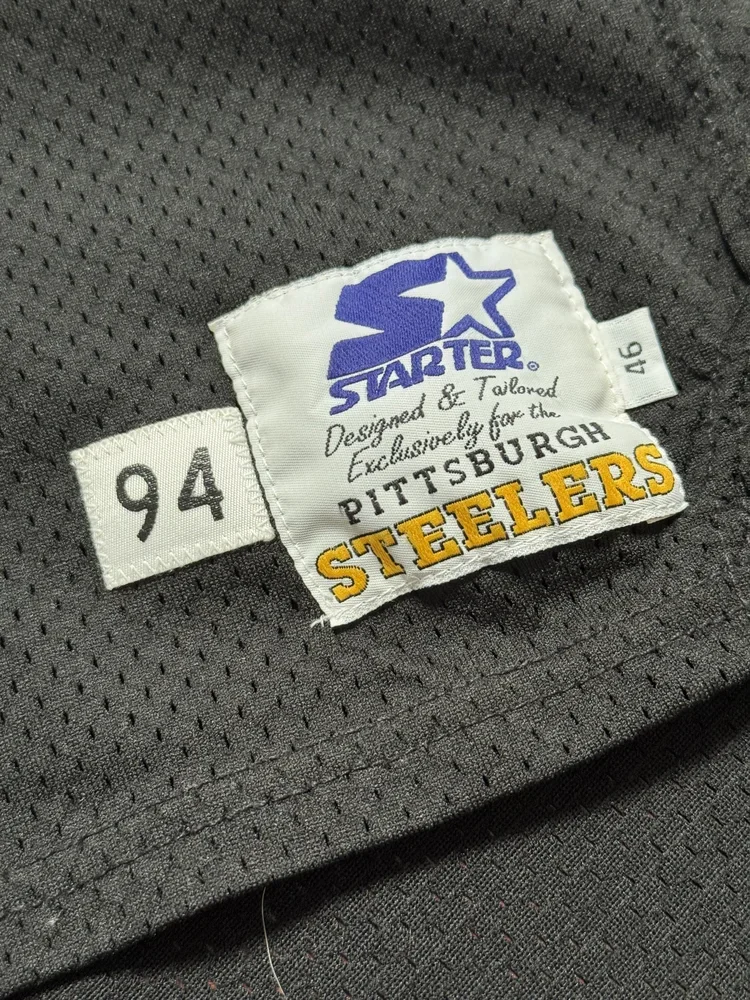 STARTER®
Designed & Tailored
Exclusively for the
PITTSBURGH
STEELERS
94
46